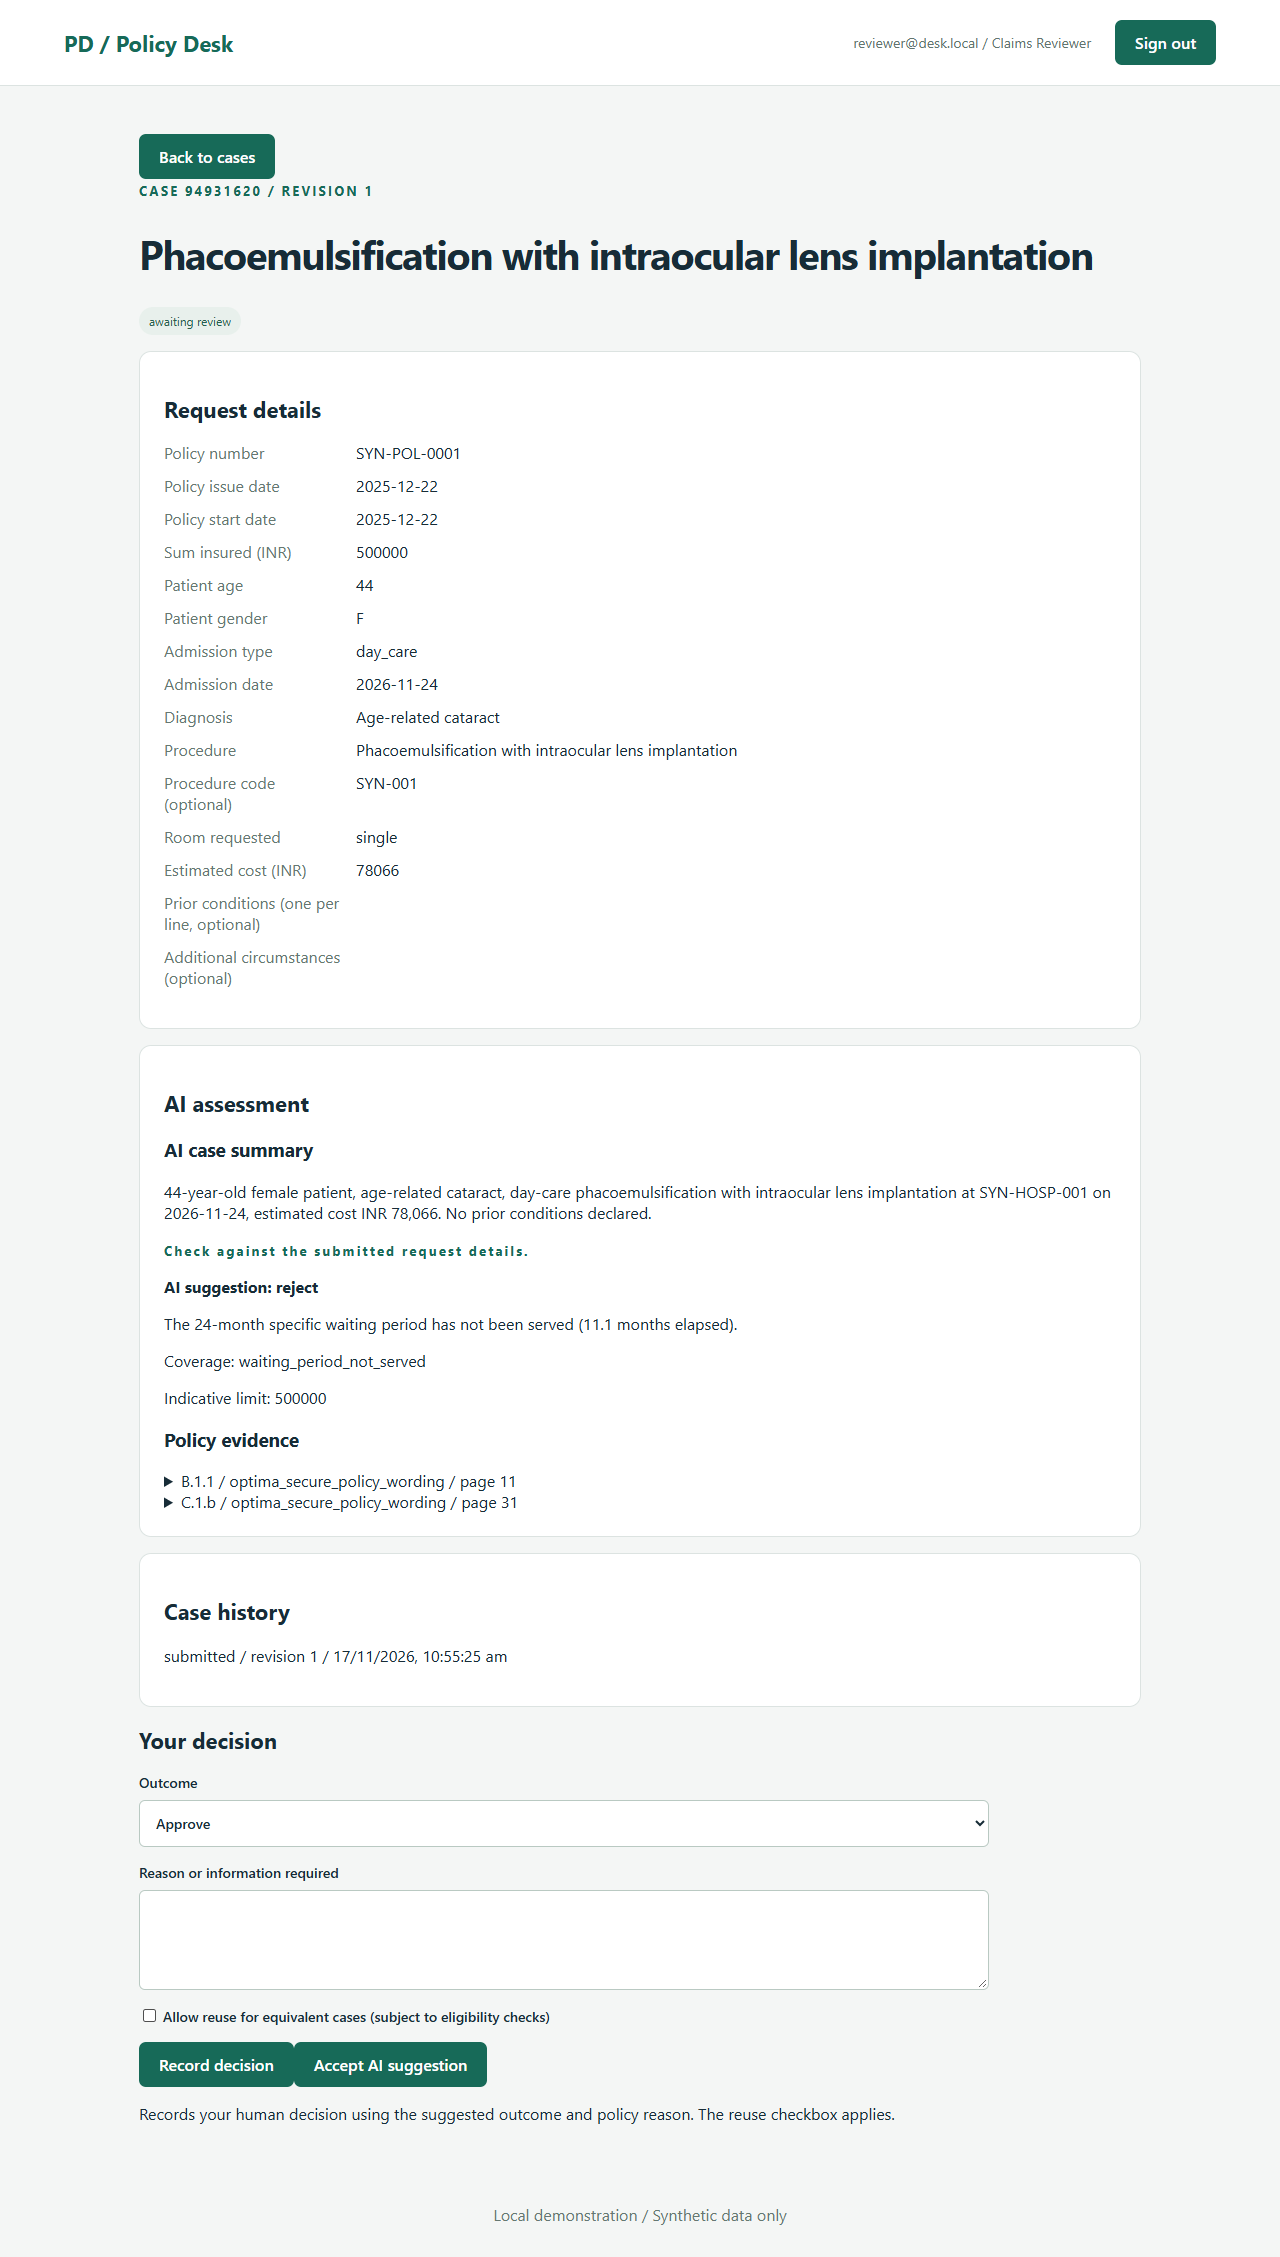 PD / Policy Desk
reviewer@desk.local / Claims Reviewer
Sign out
Back to cases
CASE 94931620 / REVISION 1
Phacoemulsification with intraocular lens implantation
awaiting review
Request details
Policy number SYN-POL-0001
Policy issue date 2025-12-22
Policy start date 2025-12-22
Sum insured (INR) 500000
Patient age 44
Patient gender F
Admission type day_care
Admission date 2026-11-24
Diagnosis Age-related cataract
Procedure Phacoemulsification with intraocular lens implantation
Procedure code SYN-001
(optional)
Room requested single
Estimated cost (INR) 78066
Prior conditions (one per
line, optional)
Additional circumstances
(optional)
AI assessment
AI case summary
44-year-old female patient, age-related cataract, day-care phacoemulsification with intraocular lens implantation at SYN-HOSP-001 on
2026-11-24, estimated cost INR 78,066. No prior conditions declared.
Check against the submitted request details.
AI suggestion: reject
The 24-month specific waiting period has not been served (11.1 months elapsed).
Coverage: waiting_period_not_served
Indicative limit: 500000
Policy evidence
B.1.1 / optima_secure_policy_wording / page 11
C.1.b / optima_secure_policy_wording / page 31
Case history
submitted / revision 1 / 17/11/2026, 10:55:25 am
Your decision
Outcome
Approve
Reason or information required
Allow reuse for equivalent cases (subject to eligibility checks)
Record decision
Accept AI suggestion
Records your human decision using the suggested outcome and policy reason. The reuse checkbox applies.
Local demonstration / Synthetic data only